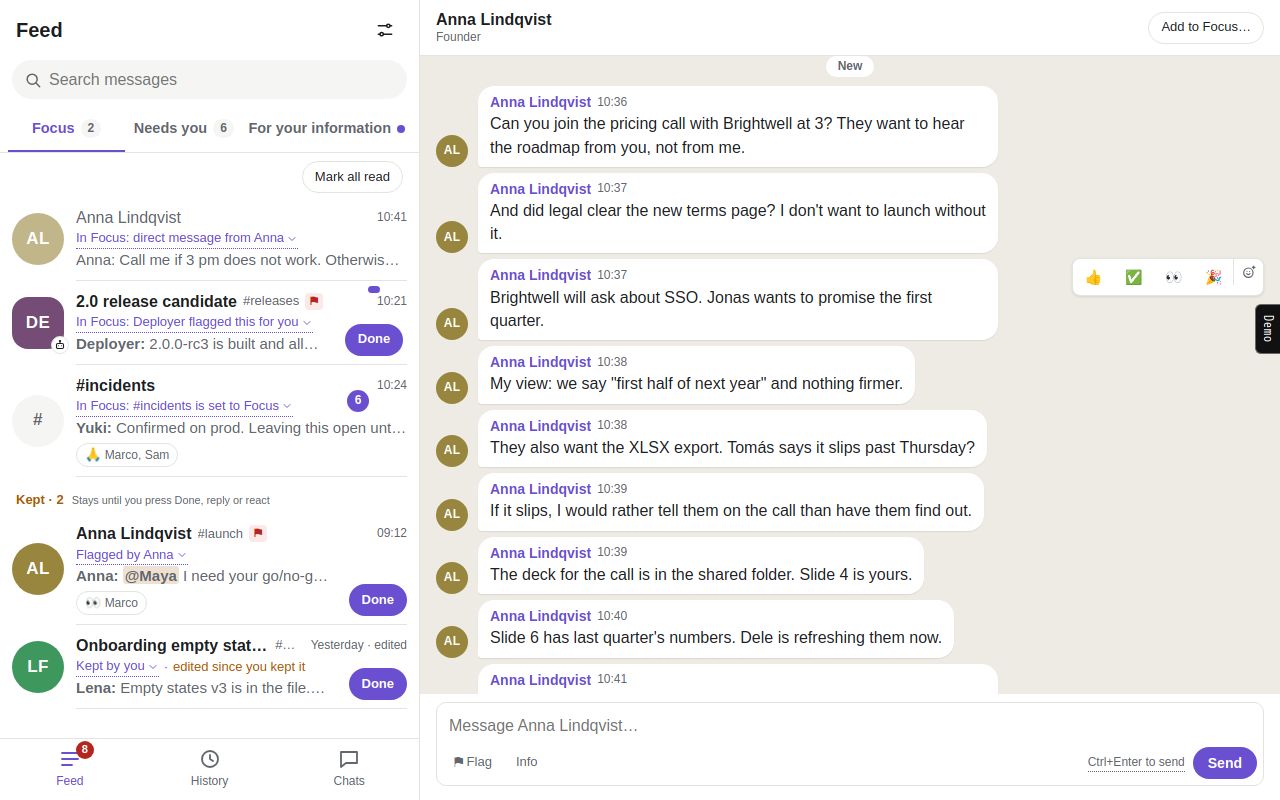 Feed
Search messages
Focus 2
Needs you 6
For your information
Mark all read
AL
Anna Lindqvist
10:41
In Focus: direct message from Anna
Anna: Call me if 3 pm does not work. Otherwis…
DE
2.0 release candidate #releases
10:21
In Focus: Deployer flagged this for you
Deployer: 2.0.0-rc3 is built and all…
Done
#
#incidents
10:24
In Focus: #incidents is set to Focus
6
Yuki: Confirmed on prod. Leaving this open unt…
🙏 Marco, Sam
Kept · 2 Stays until you press Done, reply or react
AL
Anna Lindqvist #launch
09:12
Flagged by Anna
Anna: @Maya I need your go/no-g…
👀 Marco
Done
LF
Onboarding empty stat… #… Yesterday · edited
Kept by you · edited since you kept it
Lena: Empty states v3 is in the file.…
Done
8
Feed
History
Chats
Anna Lindqvist
Founder
Add to Focus…
New
Anna Lindqvist 10:36
Can you join the pricing call with Brightwell at 3? They want to hear
the roadmap from you, not from me.
AL
Anna Lindqvist 10:37
And did legal clear the new terms page? I don't want to launch without
it.
AL
Anna Lindqvist 10:37
Brightwell will ask about SSO. Jonas wants to promise the first
quarter.
AL
👍 ✅ 👀 🎉
Demo
Anna Lindqvist 10:38
My view: we say "first half of next year" and nothing firmer.
AL
Anna Lindqvist 10:38
They also want the XLSX export. Tomás says it slips past Thursday?
AL
Anna Lindqvist 10:39
If it slips, I would rather tell them on the call than have them find out.
AL
Anna Lindqvist 10:39
The deck for the call is in the shared folder. Slide 4 is yours.
AL
Anna Lindqvist 10:40
Slide 6 has last quarter's numbers. Dele is refreshing them now.
AL
Anna Lindqvist 10:41
Message Anna Lindqvist…
Flag
Info
Ctrl+Enter to send
Send